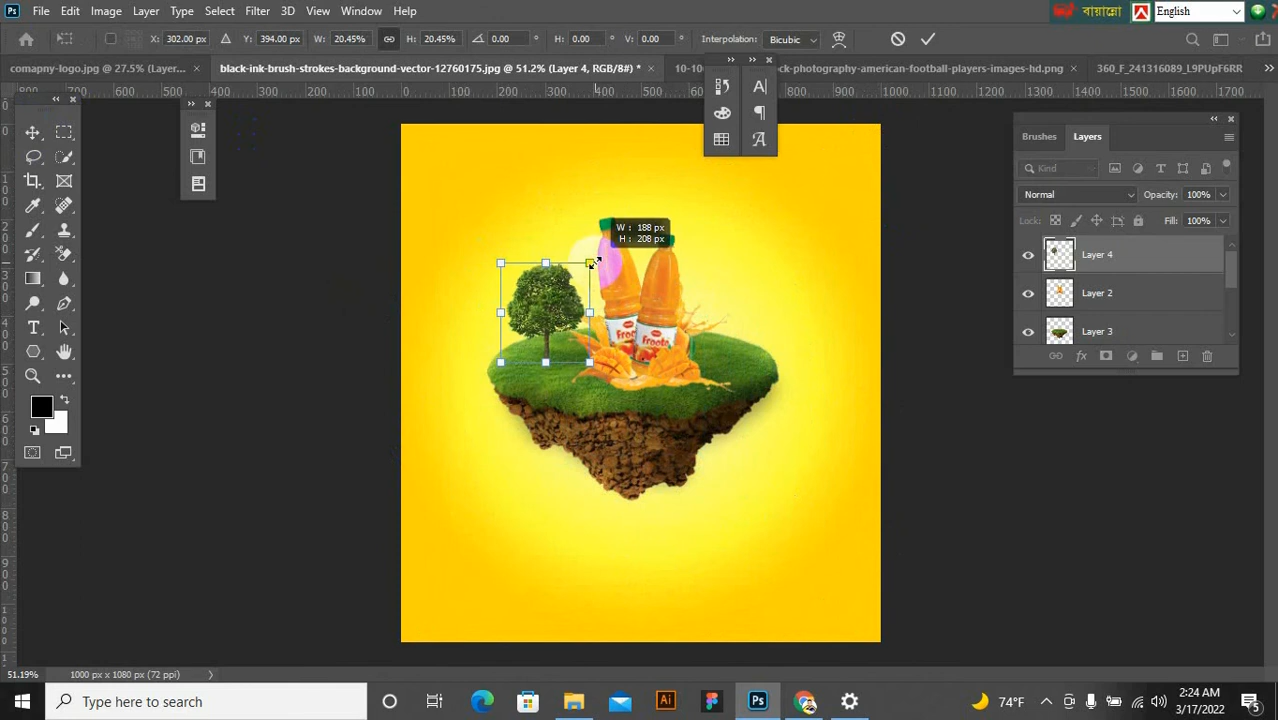 Ps File Edit Image Layer Type Select Filter 3D View Window Help বায়ান্নো English
X: 302.00 px Y: 394.00 px W: 20.45% H: 20.45% 0.00 ° H: 0.00 ° V: 0.00 ° Interpolation: Bicubic
comapny-logo.jpg @ 27.5% (Layer... × black-ink-brush-strokes-background-vector-12760175.jpg @ 51.2% (Layer 4, RGB/8#) * × 10-10 ck-photography-american-football-players-images-hd.png × 360_F_241316089_L9PUpF6RR
800 700 600 500 400 300 200 100 0 100 200 300 400 500 600 800 900 1000 1100 1200 1300 1400 1500 1600 1700
Brushes Layers
Kind
Normal Opacity: 100%
Lock: Fill: 100%
Layer 4
Layer 2
Layer 3
W : 188 px
H : 208 px
Frooti
Frooti
51.19% 1000 px x 1080 px (72 ppi)
Type here to search
Ai Ps
74°F
2:24 AM
3/17/2022
5